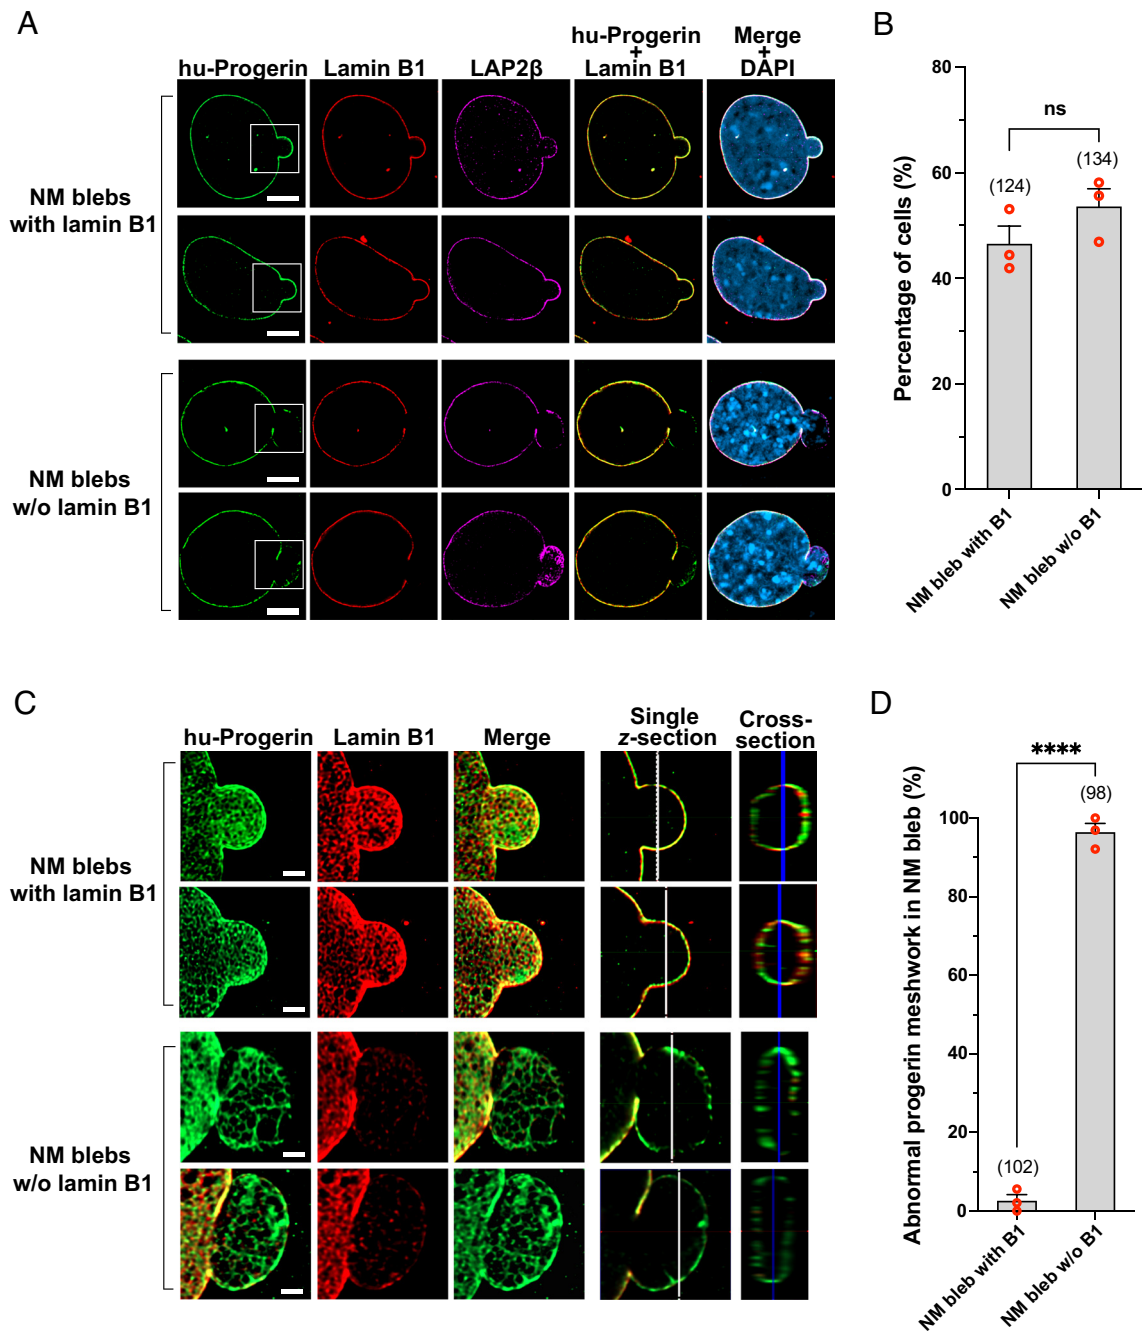 A
hu-Progerin
Lamin B1
LAP2β
hu-Progerin
+
Lamin B1
Merge
+
DAPI
NM blebs
with lamin B1
NM blebs
w/o lamin B1
B
Percentage of cells (%)
80
60
40
20
0
ns
(124)
(134)
NM bleb with B1
NM bleb w/o B1
C
hu-Progerin
Lamin B1
Merge
Single
z-section
Cross-
section
NM blebs
with lamin B1
NM blebs
w/o lamin B1
D
Abnormal progerin meshwork in NM bleb (%)
100
80
60
40
20
0
****
(98)
(102)
NM bleb with B1
NM bleb w/o B1